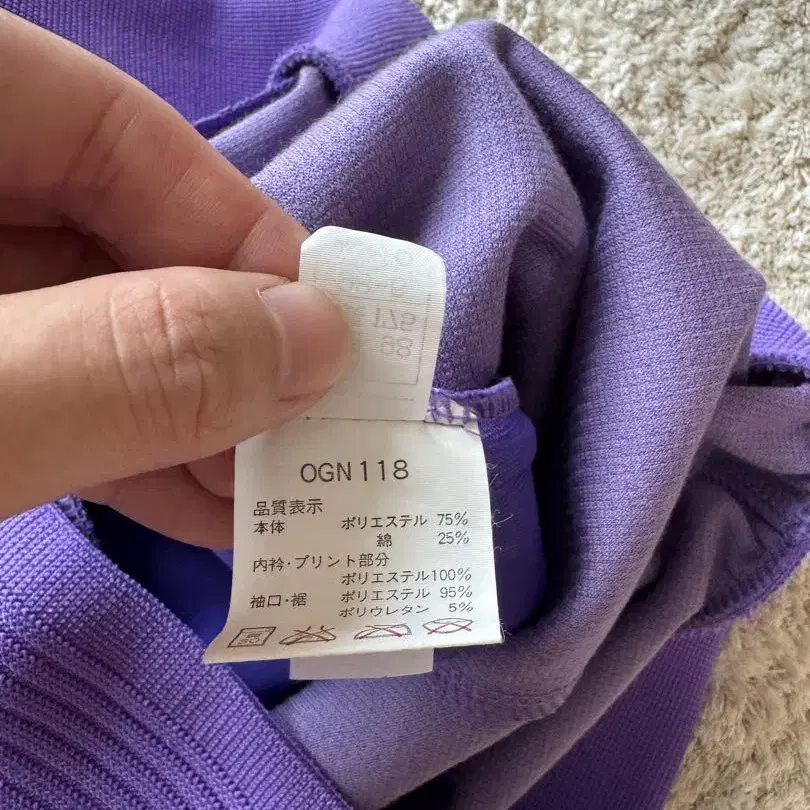 175
98
OGN118
品質表示
本体 ポリエステル 75%
綿 25%
内衿・プリント部分
ポリエステル100%
袖口・裾 ポリエステル 95%
ポリウレタン 5%